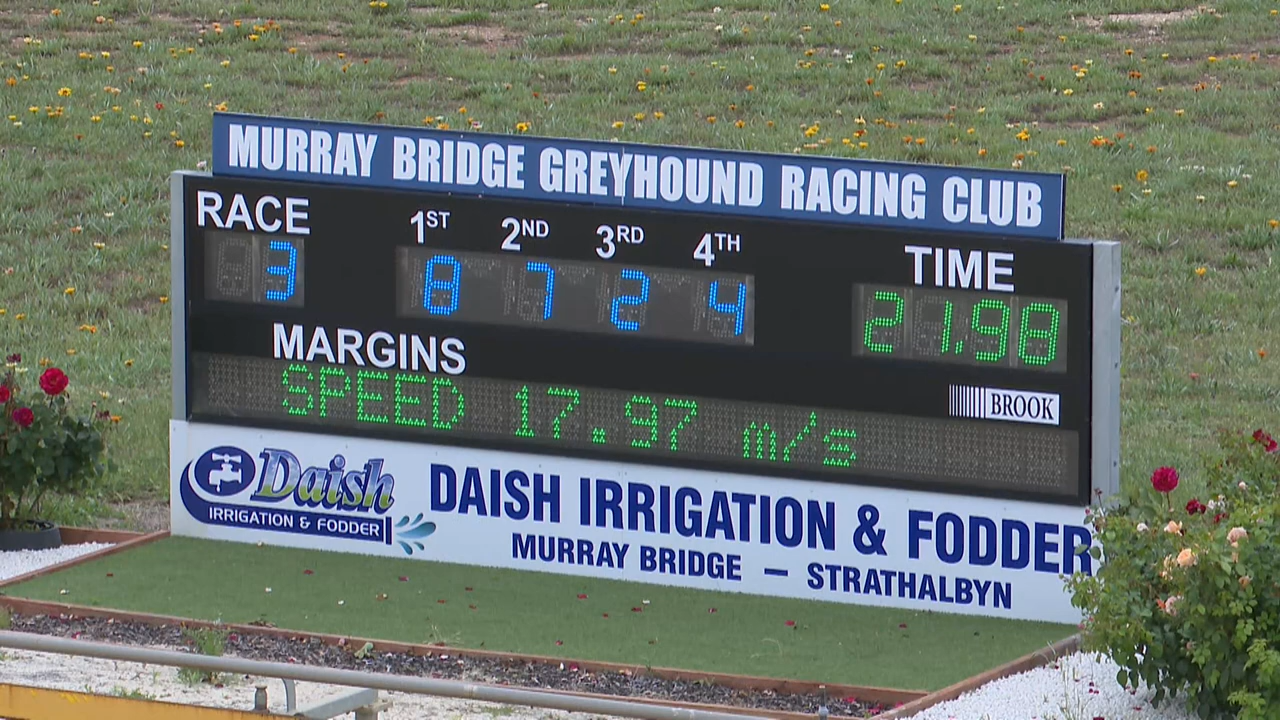 MURRAY BRIDGE GREYHOUND RACING CLUB
RACE 1ST 2ND 3RD 4TH TIME
3 8 7 2 4 21.98
MARGINS
SPEED 17.97 m/s
BROOK
Daish
IRRIGATION & FODDER
DAISH IRRIGATION & FODDER
MURRAY BRIDGE – STRATHALBYN